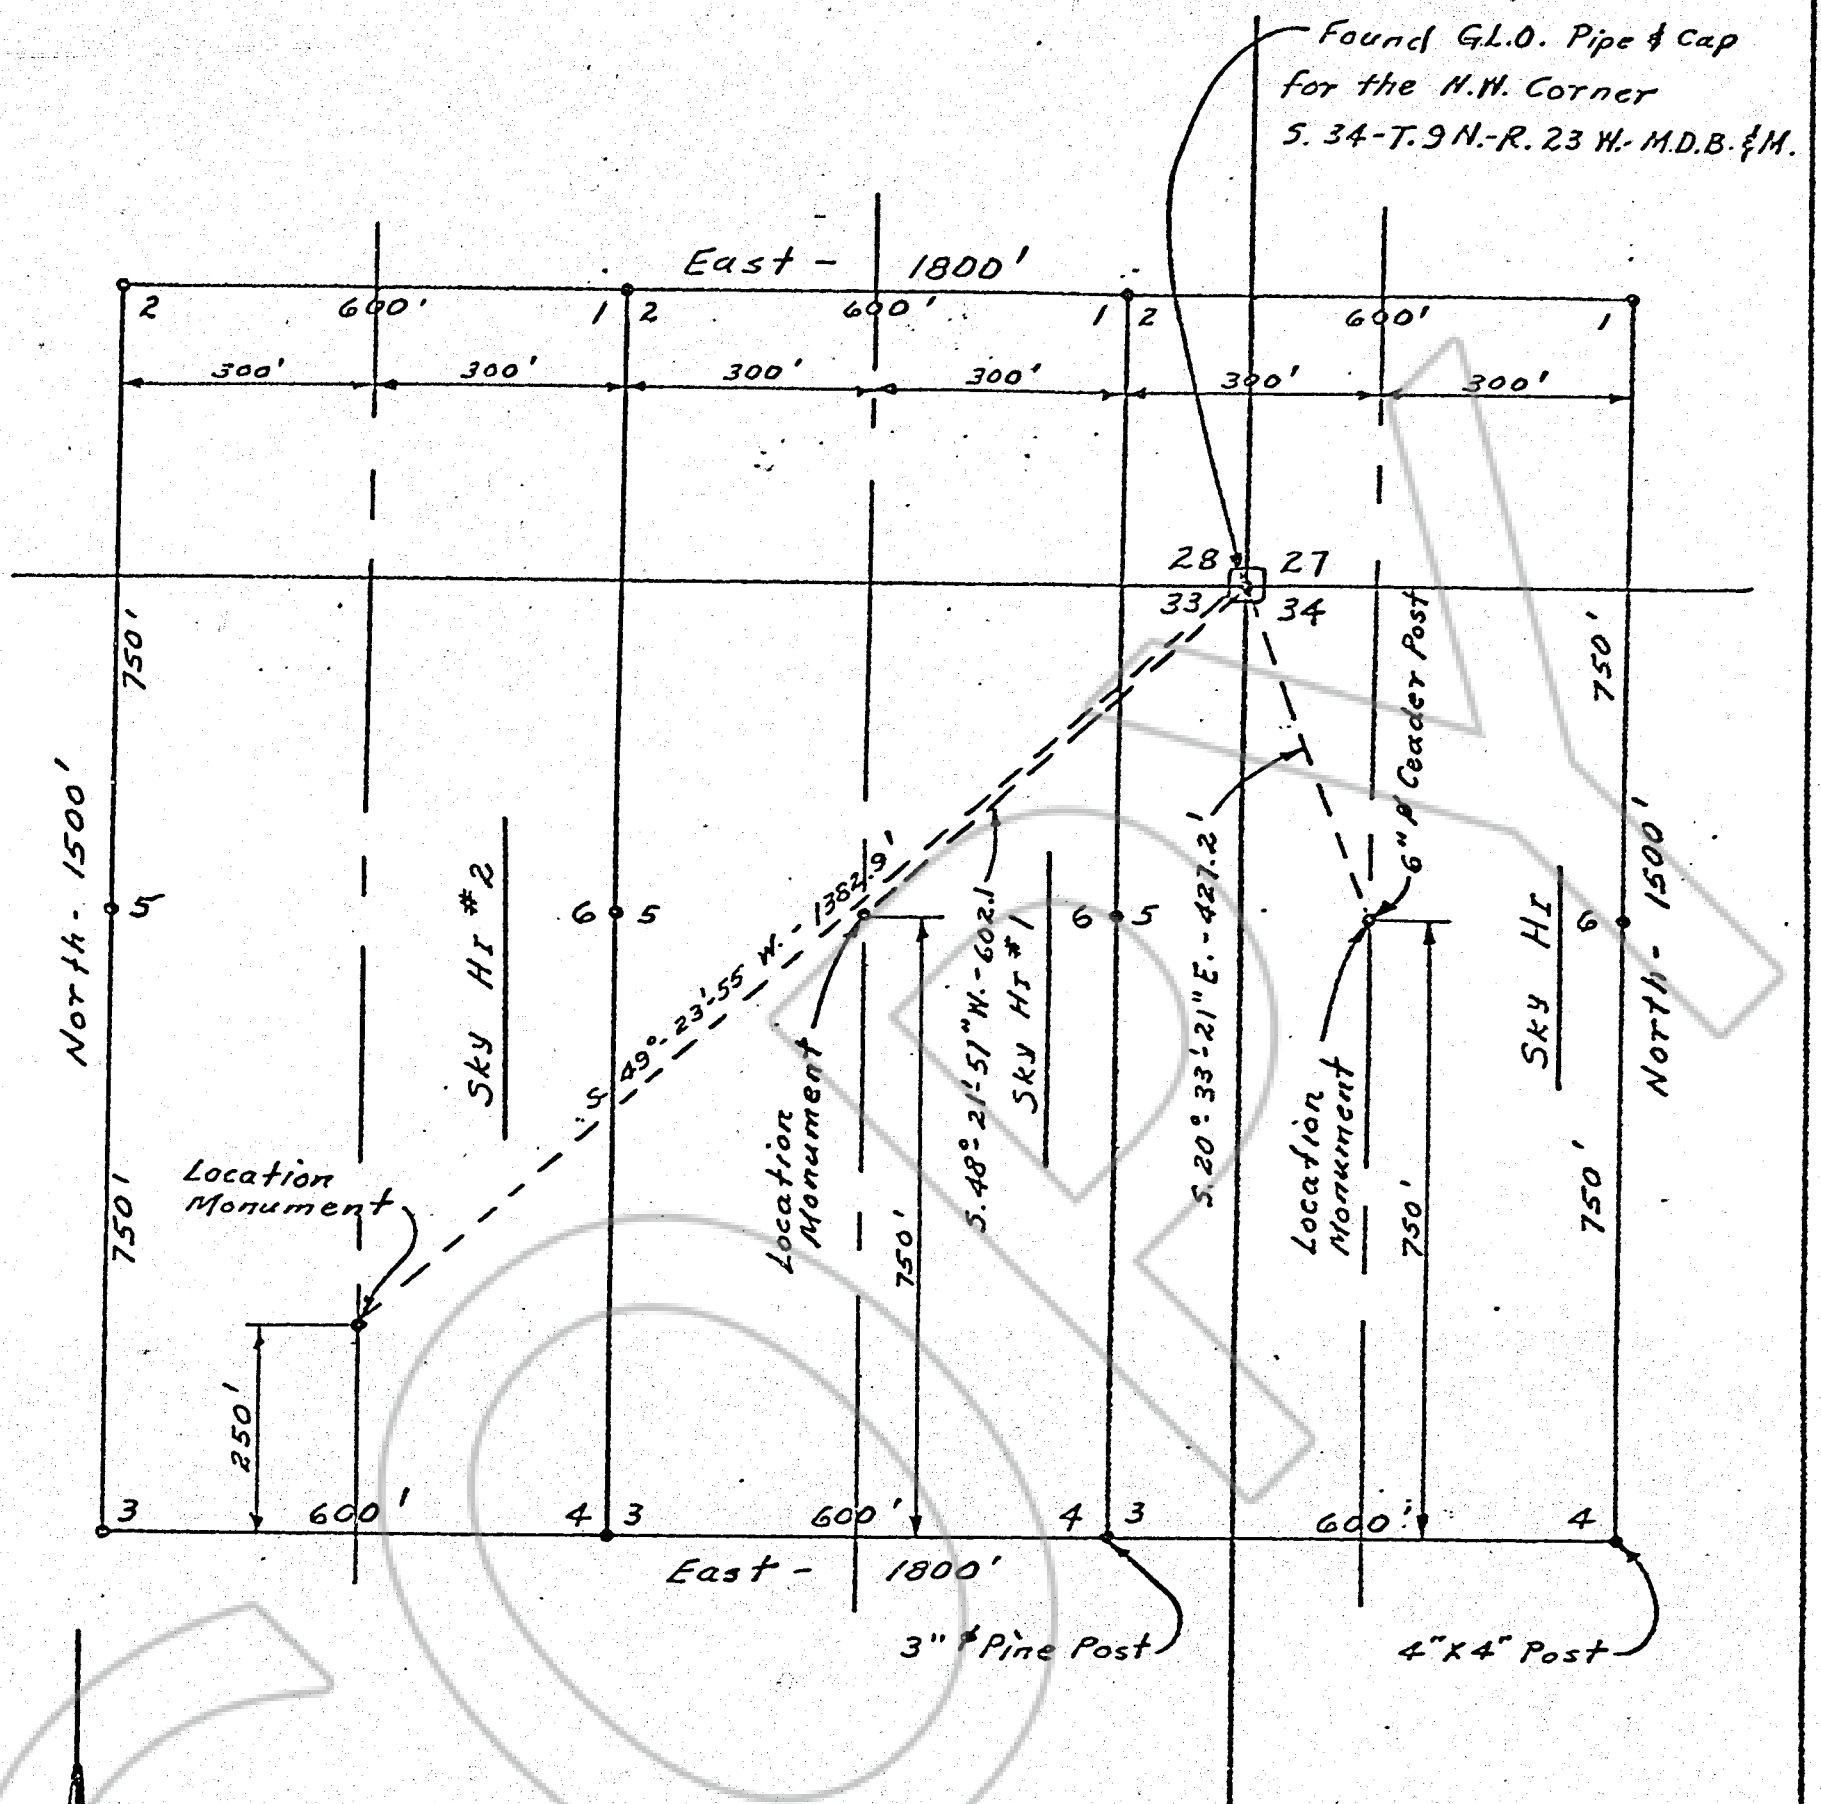 Found G.L.O. Pipe & Cap
for the N.W. Corner
S. 34-T. 9 N.-R. 23 W.- M.D.B. & M.
East - 1800'
2 600' 1 2 600' 1 2 600' 1
300' 300' 300' 300' 300' 300'
28 27
33 34
750'
750'
6" ø Ceader Post
North - 1500'
5
Sky HI #2
6 5
S 49°-23'-55 W. - 1382.9'
S. 48°-21'-51" W. - 602.1
Sky HI #1
6 5
S. 20°-33'-21" E. - 427.2'
Sky HI
6
North - 1500'
Location
Monument
Location
Monument
Location
Monument
750'
750'
750'
750'
250'
3 600' 4 3 600' 4 3 600' 4
East - 1800'
3" ø Pine Post
4" X 4" Post
COPY